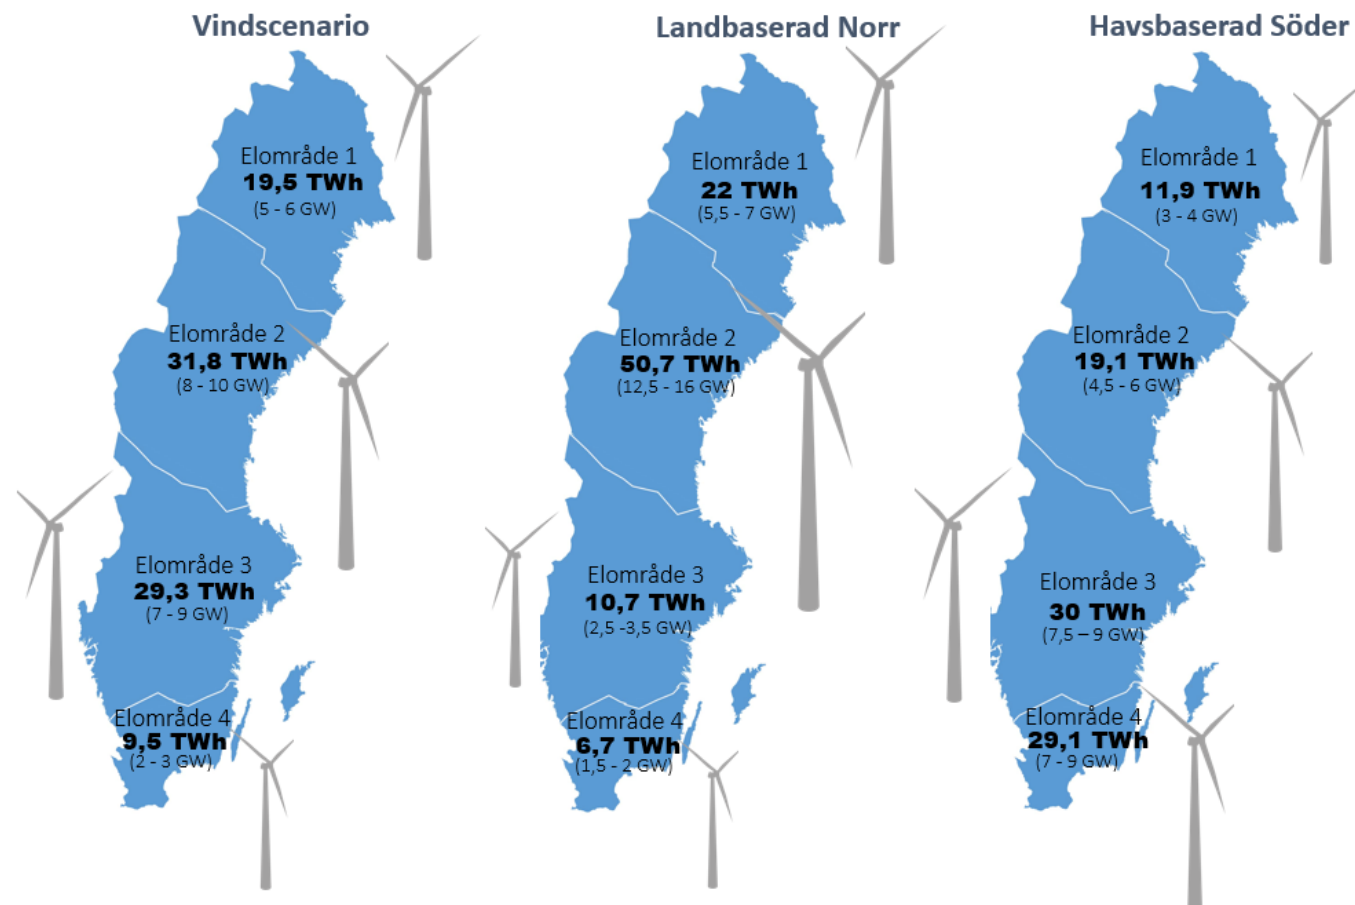 Vindscenario
Elområde 1
19,5 TWh
(5 - 6 GW)
Elområde 2
31,8 TWh
(8 - 10 GW)
Elområde 3
29,3 TWh
(7 - 9 GW)
Elområde 4
9,5 TWh
(2 - 3 GW)
Landbaserad Norr
Elområde 1
22 TWh
(5,5 - 7 GW)
Elområde 2
50,7 TWh
(12,5 - 16 GW)
Elområde 3
10,7 TWh
(2,5 -3,5 GW)
Elområde 4
6,7 TWh
(1,5 - 2 GW)
Havsbaserad Söder
Elområde 1
11,9 TWh
(3 - 4 GW)
Elområde 2
19,1 TWh
(4,5 - 6 GW)
Elområde 3
30 TWh
(7,5 – 9 GW)
Elområde 4
29,1 TWh
(7 - 9 GW)